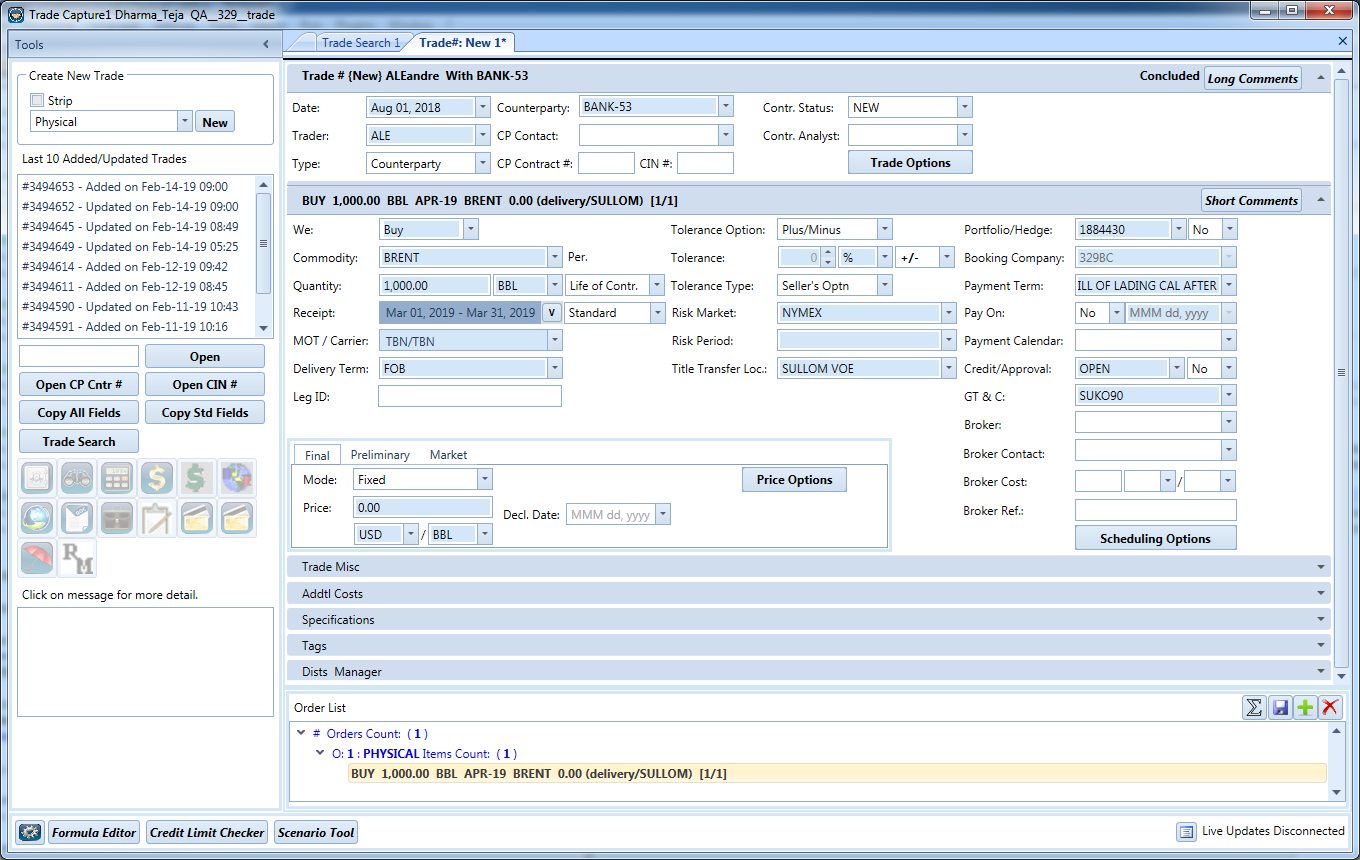 Trade Capture1 Dharma_Teja QA__329__trade
Tools
Trade Search 1
Trade#: New 1*
Create New Trade
Strip
Physical
New
Last 10 Added/Updated Trades
#3494653 - Added on Feb-14-19 09:00
#3494652 - Updated on Feb-14-19 09:00
#3494645 - Updated on Feb-14-19 08:49
#3494649 - Updated on Feb-14-19 05:25
#3494614 - Added on Feb-12-19 09:42
#3494611 - Added on Feb-12-19 08:45
#3494590 - Updated on Feb-11-19 10:43
#3494591 - Added on Feb-11-19 10:16
Open
Open CP Cntr #
Open CIN #
Copy All Fields
Copy Std Fields
Trade Search
RM
Click on message for more detail.
Trade # {New} ALEandre With BANK-53
Concluded
Long Comments
Date: Aug 01, 2018 Counterparty: BANK-53 Contr. Status: NEW
Trader: ALE CP Contact: Contr. Analyst:
Type: Counterparty CP Contract #: CIN #: Trade Options
BUY 1,000.00 BBL APR-19 BRENT 0.00 (delivery/SULLOM) [1/1]
Short Comments
We: Buy Tolerance Option: Plus/Minus Portfolio/Hedge: 1884430 No
Commodity: BRENT Per. Tolerance: 0 % +/- Booking Company: 329BC
Quantity: 1,000.00 BBL Life of Contr. Tolerance Type: Seller's Optn Payment Term: ILL OF LADING CAL AFTER
Receipt: Mar 01, 2019 - Mar 31, 2019 v Standard Risk Market: NYMEX Pay On: No MMM dd, yyyy
MOT / Carrier: TBN/TBN Risk Period: Payment Calendar:
Delivery Term: FOB Title Transfer Loc.: SULLOM VOE Credit/Approval: OPEN No
Leg ID: GT & C: SUKO90
Broker:
Broker Contact:
Broker Cost: /
Broker Ref.:
Scheduling Options
Final Preliminary Market
Mode: Fixed Price Options
Price: 0.00 Decl. Date: MMM dd, yyyy
USD / BBL
Trade Misc
Addtl Costs
Specifications
Tags
Dists Manager
Order List
# Orders Count: ( 1 )
O: 1 : PHYSICAL Items Count: ( 1 )
BUY 1,000.00 BBL APR-19 BRENT 0.00 (delivery/SULLOM) [1/1]
Formula Editor
Credit Limit Checker
Scenario Tool
Live Updates Disconnected